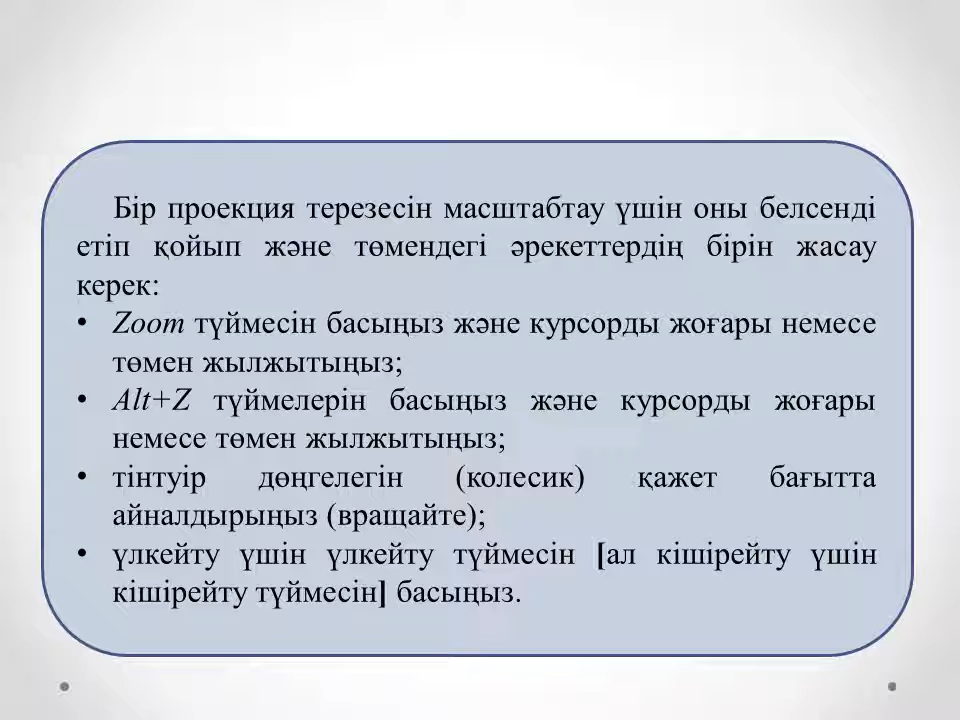 Бір проекция терезесін масштабтау үшін оны белсенді
етіп қойып және төмендегі әрекеттердің бірін жасау
керек:
• Zoom түймесін басыңыз және курсорды жоғары немесе
төмен жылжытыңыз;
• Alt+Z түймелерін басыңыз және курсорды жоғары
немесе төмен жылжытыңыз;
• тінтуір дөңгелегін (колесик) қажет бағытта
айналдырыңыз (вращайте);
• үлкейту үшін үлкейту түймесін [ал кішірейту үшін
кішірейту түймесін] басыңыз.